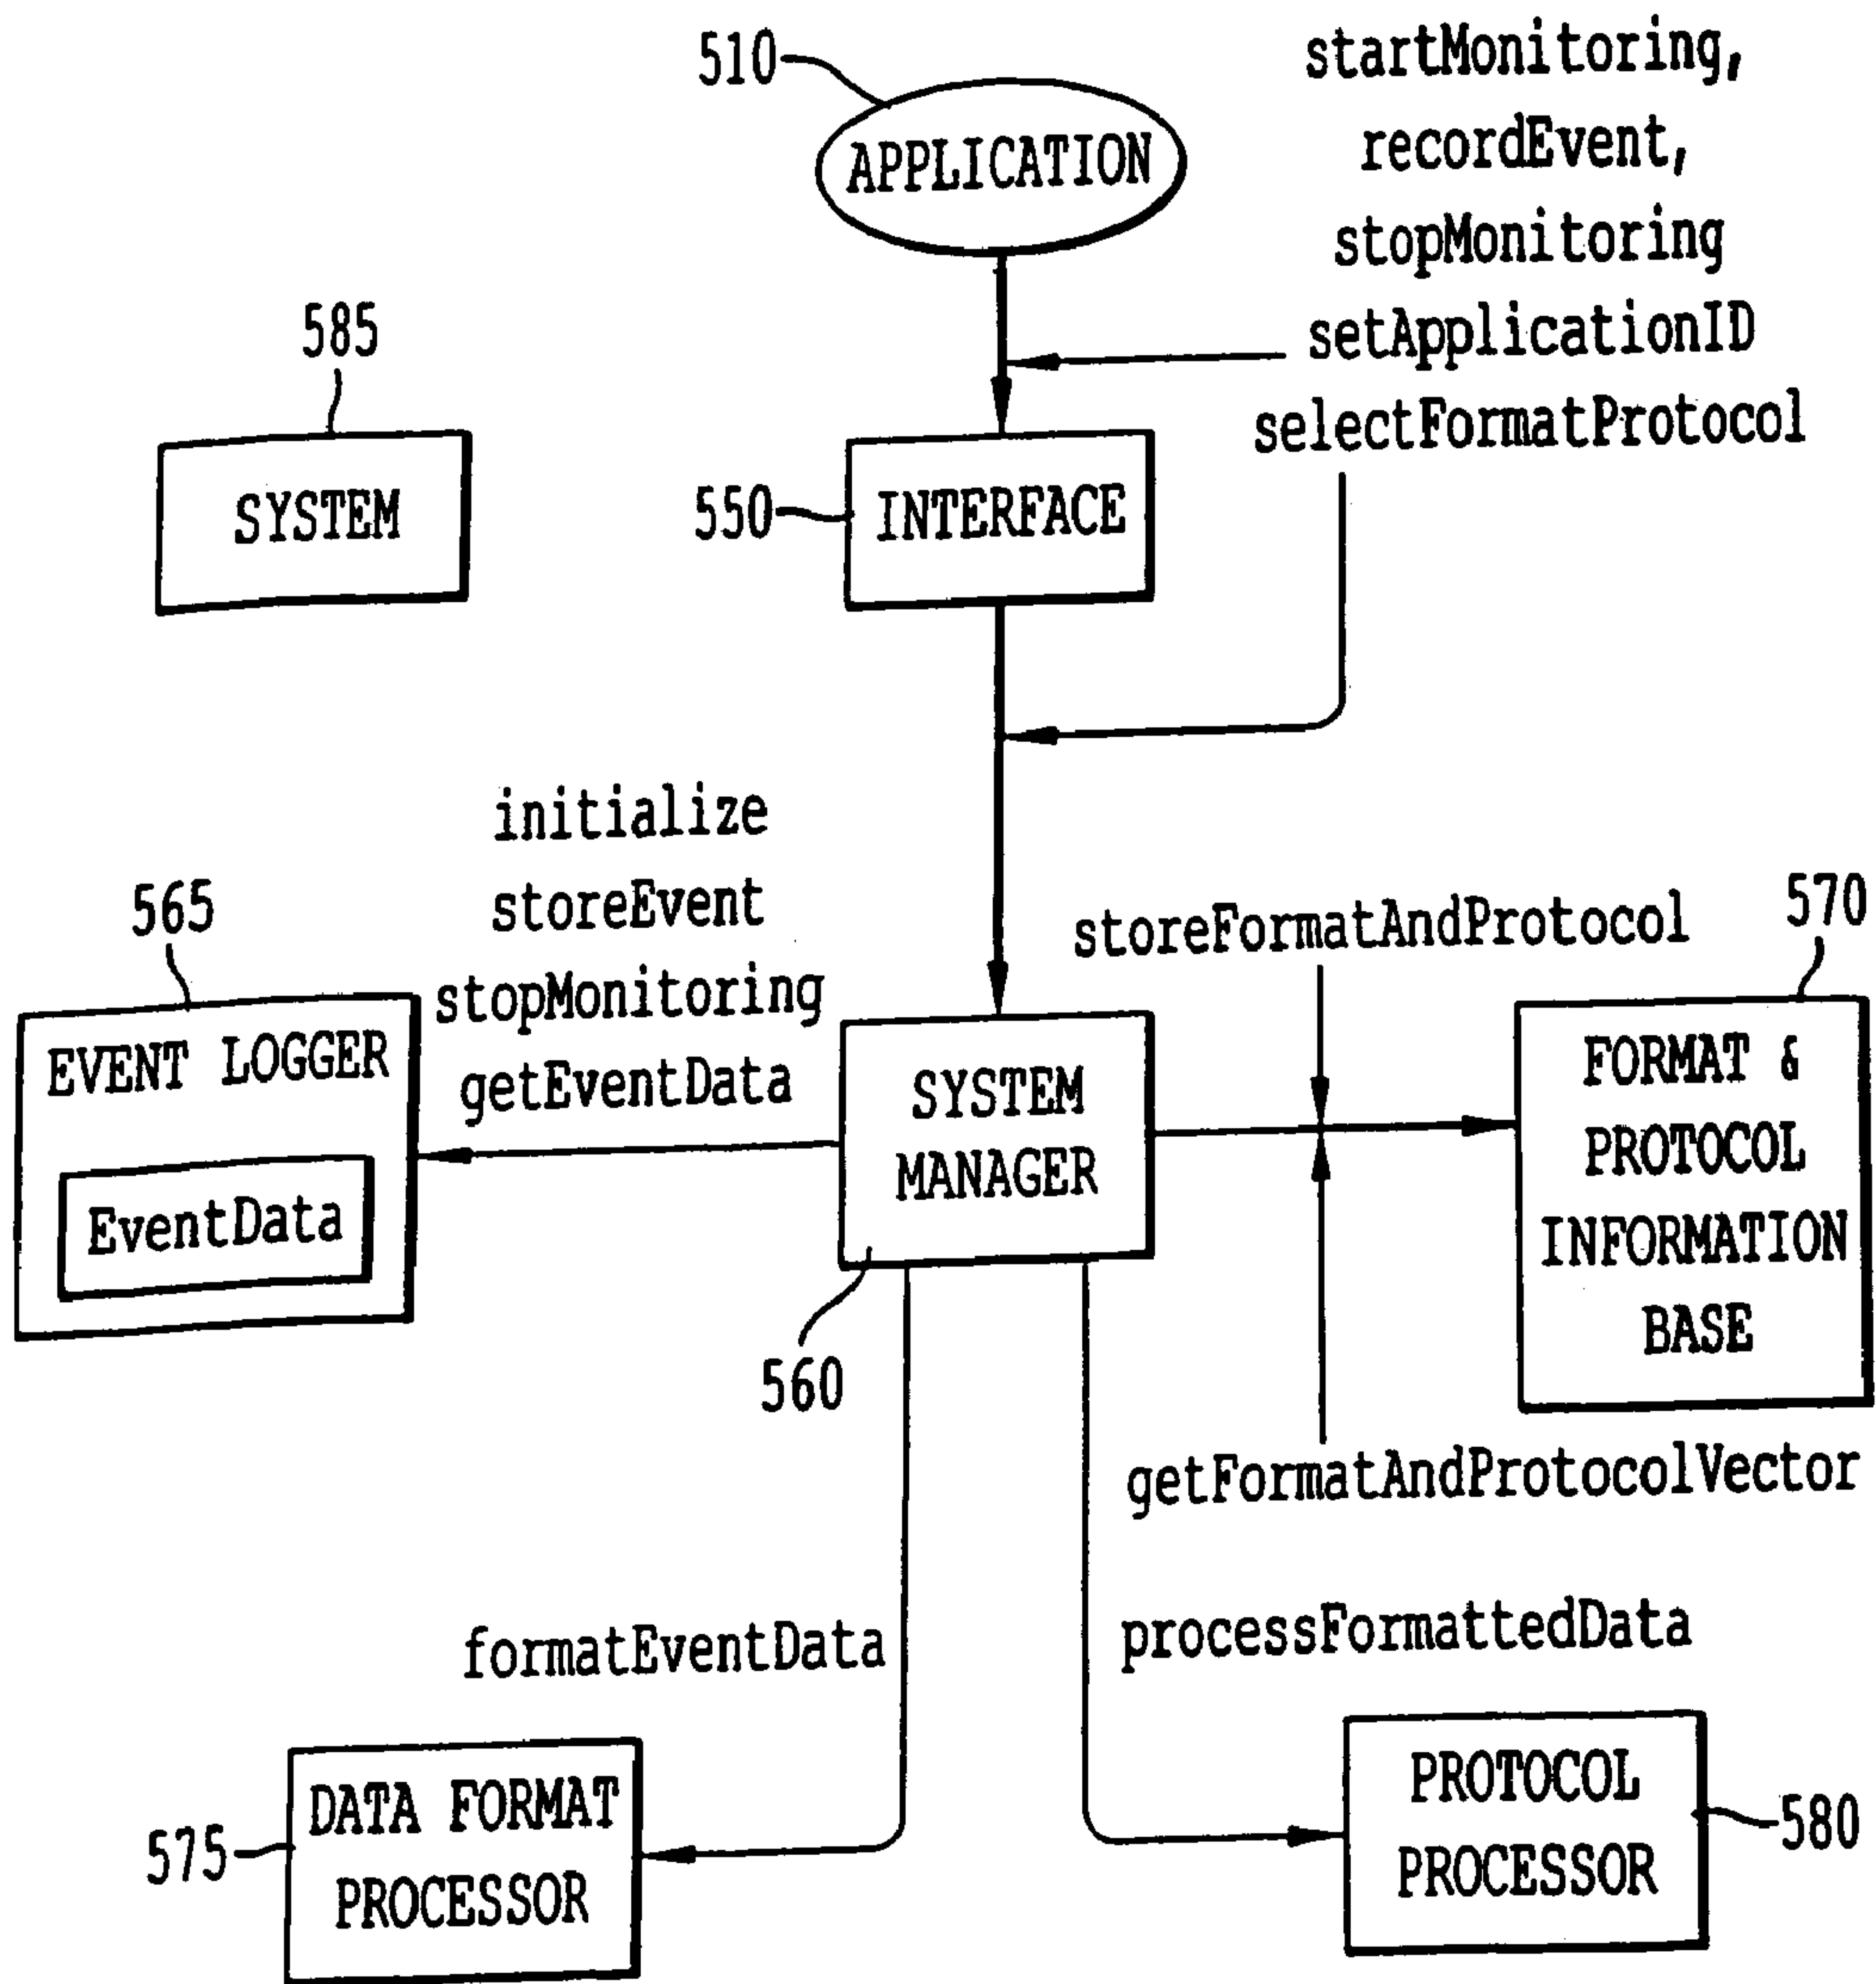 510
APPLICATION
startMonitoring,
recordEvent,
stopMonitoring
setApplicationID
selectFormatProtocol
585
SYSTEM
550
INTERFACE
initialize
storeEvent
stopMonitoring
getEventData
565
EVENT LOGGER
EventData
SYSTEM
MANAGER
560
storeFormatAndProtocol
570
FORMAT &
PROTOCOL
INFORMATION
BASE
getFormatAndProtocolVector
formatEventData
processFormattedData
575
DATA FORMAT
PROCESSOR
PROTOCOL
PROCESSOR
580